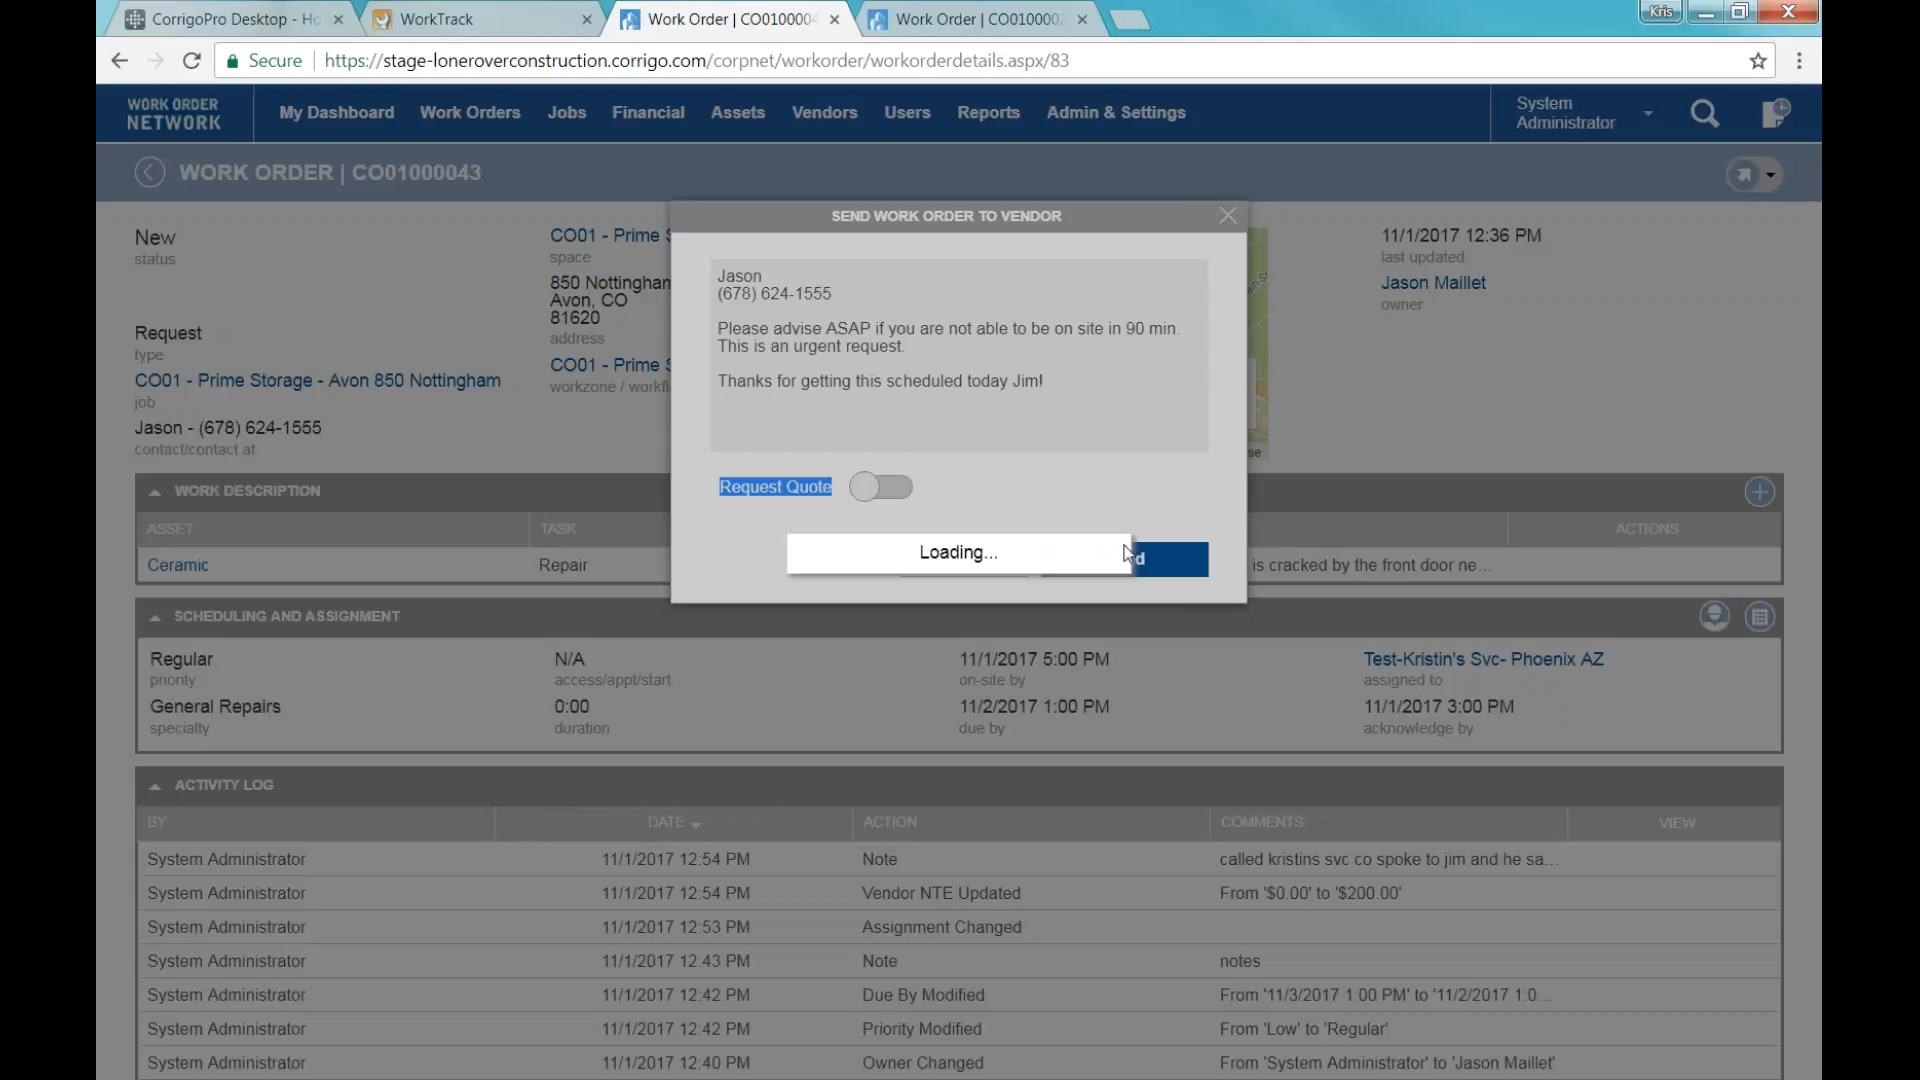 CorrigoPro Desktop - Ho
WorkTrack
Work Order | CO0100004
Work Order | CO0100002
Kris
Secure
https://stage-loneroverconstruction.corrigo.com/corpnet/workorder/workorderdetails.aspx/83
WORK ORDER
NETWORK
My Dashboard
Work Orders
Jobs
Financial
Assets
Vendors
Users
Reports
Admin & Settings
System
Administrator
WORK ORDER | CO01000043
SEND WORK ORDER TO VENDOR
Jason
(678) 624-1555
Please advise ASAP if you are not able to be on site in 90 min.
This is an urgent request.
Thanks for getting this scheduled today Jim!
Request Quote
Loading...
d
New
status
Request
type
CO01 - Prime Storage - Avon 850 Nottingham
job
Jason - (678) 624-1555
contact/contact at
CO01 - Prime S
space
850 Nottingham
Avon, CO
81620
address
CO01 - Prime S
workzone / workfl
se
11/1/2017 12:36 PM
last updated
Jason Maillet
owner
WORK DESCRIPTION
ASSET
TASK
ACTIONS
Ceramic
Repair
is cracked by the front door ne...
SCHEDULING AND ASSIGNMENT
Regular
priority
N/A
access/appt/start
11/1/2017 5:00 PM
on-site by
Test-Kristin's Svc- Phoenix AZ
assigned to
General Repairs
specialty
0:00
duration
11/2/2017 1:00 PM
due by
11/1/2017 3:00 PM
acknowledge by
ACTIVITY LOG
BY
DATE
ACTION
COMMENTS
VIEW
System Administrator 11/1/2017 12:54 PM Note called kristins svc co spoke to jim and he sa...
System Administrator 11/1/2017 12:54 PM Vendor NTE Updated From '$0.00' to '$200.00'
System Administrator 11/1/2017 12:53 PM Assignment Changed
System Administrator 11/1/2017 12:43 PM Note notes
System Administrator 11/1/2017 12:42 PM Due By Modified From '11/3/2017 1 00 PM' to '11/2/2017 1:0...
System Administrator 11/1/2017 12:42 PM Priority Modified From 'Low' to 'Regular'
System Administrator 11/1/2017 12:40 PM Owner Changed From 'System Administrator' to 'Jason Maillet'